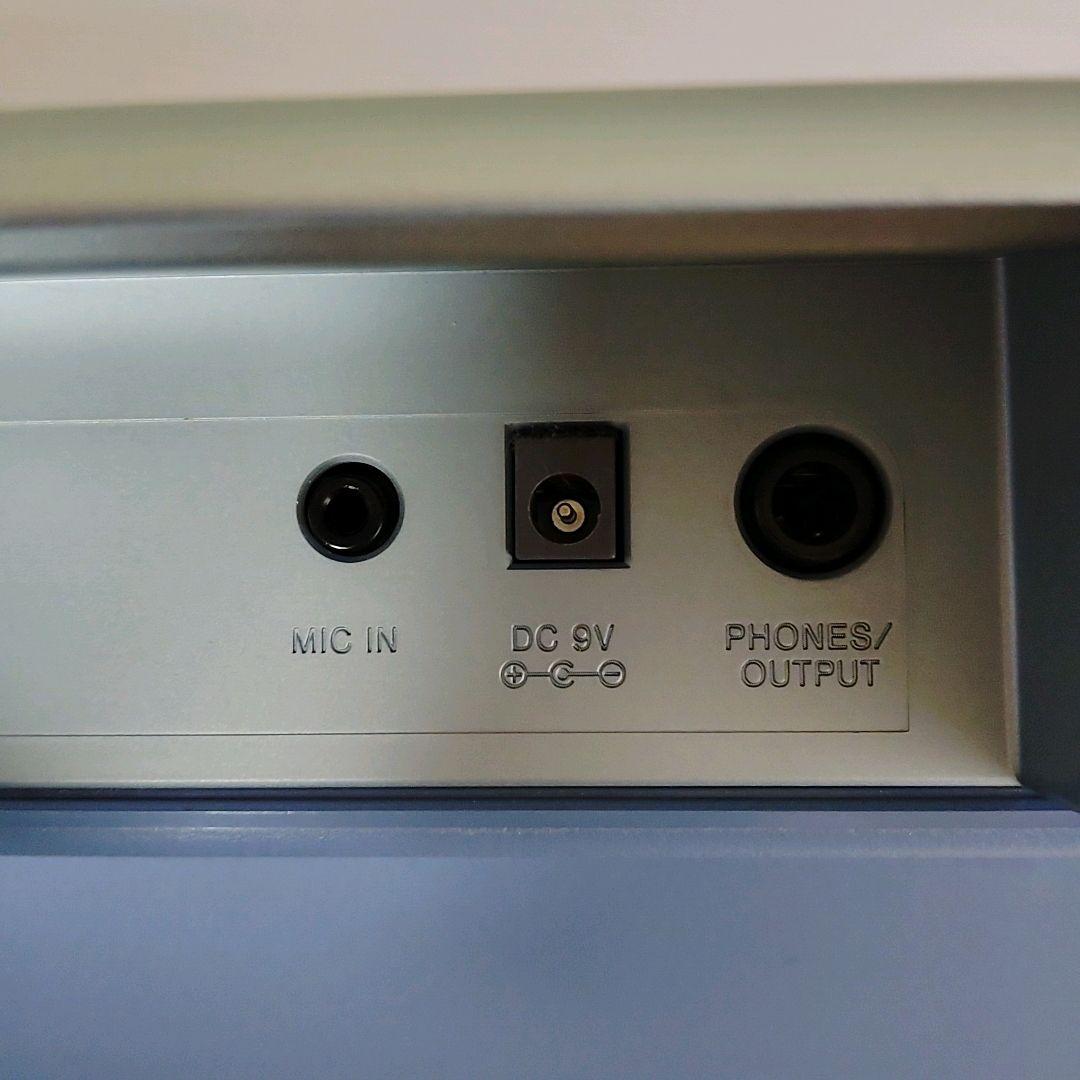 MIC IN
DC 9V
PHONES/
OUTPUT